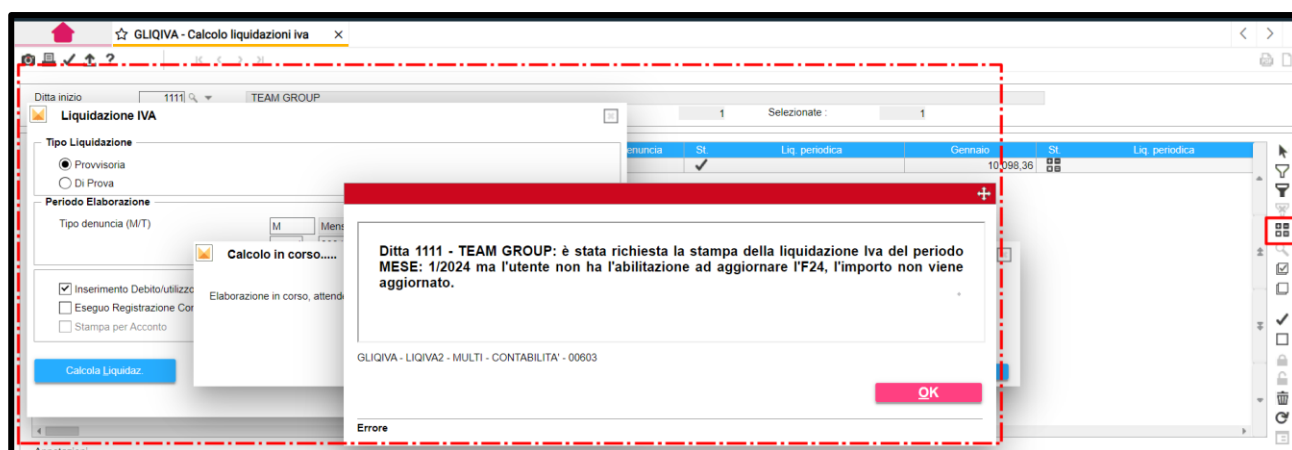 GLIQIVA - Calcolo liquidazioni iva
Ditta inizio 1111 TEAM GROUP
Liquidazione IVA
1 Selezionate : 1
Tipo Liquidazione
Provvisoria
Di Prova
St. Liq. periodica Gennaio St. Liq. periodica
10.098,36
Periodo Elaborazione
Tipo denuncia (M/T) M
Calcolo in corso.....
Elaborazione in corso,
Ditta 1111 - TEAM GROUP: è stata richiesta la stampa della liquidazione Iva del periodo
MESE: 1/2024 ma l'utente non ha l'abilitazione ad aggiornare l'F24, l'importo non viene
aggiornato.
Inserimento Debito/utilizzo
Eseguo Registrazione
Stampa per Acconto
GLIQIVA - LIQIVA2 - MULTI - CONTABILITA' - 00603
Calcola Liquidaz.
OK
Errore